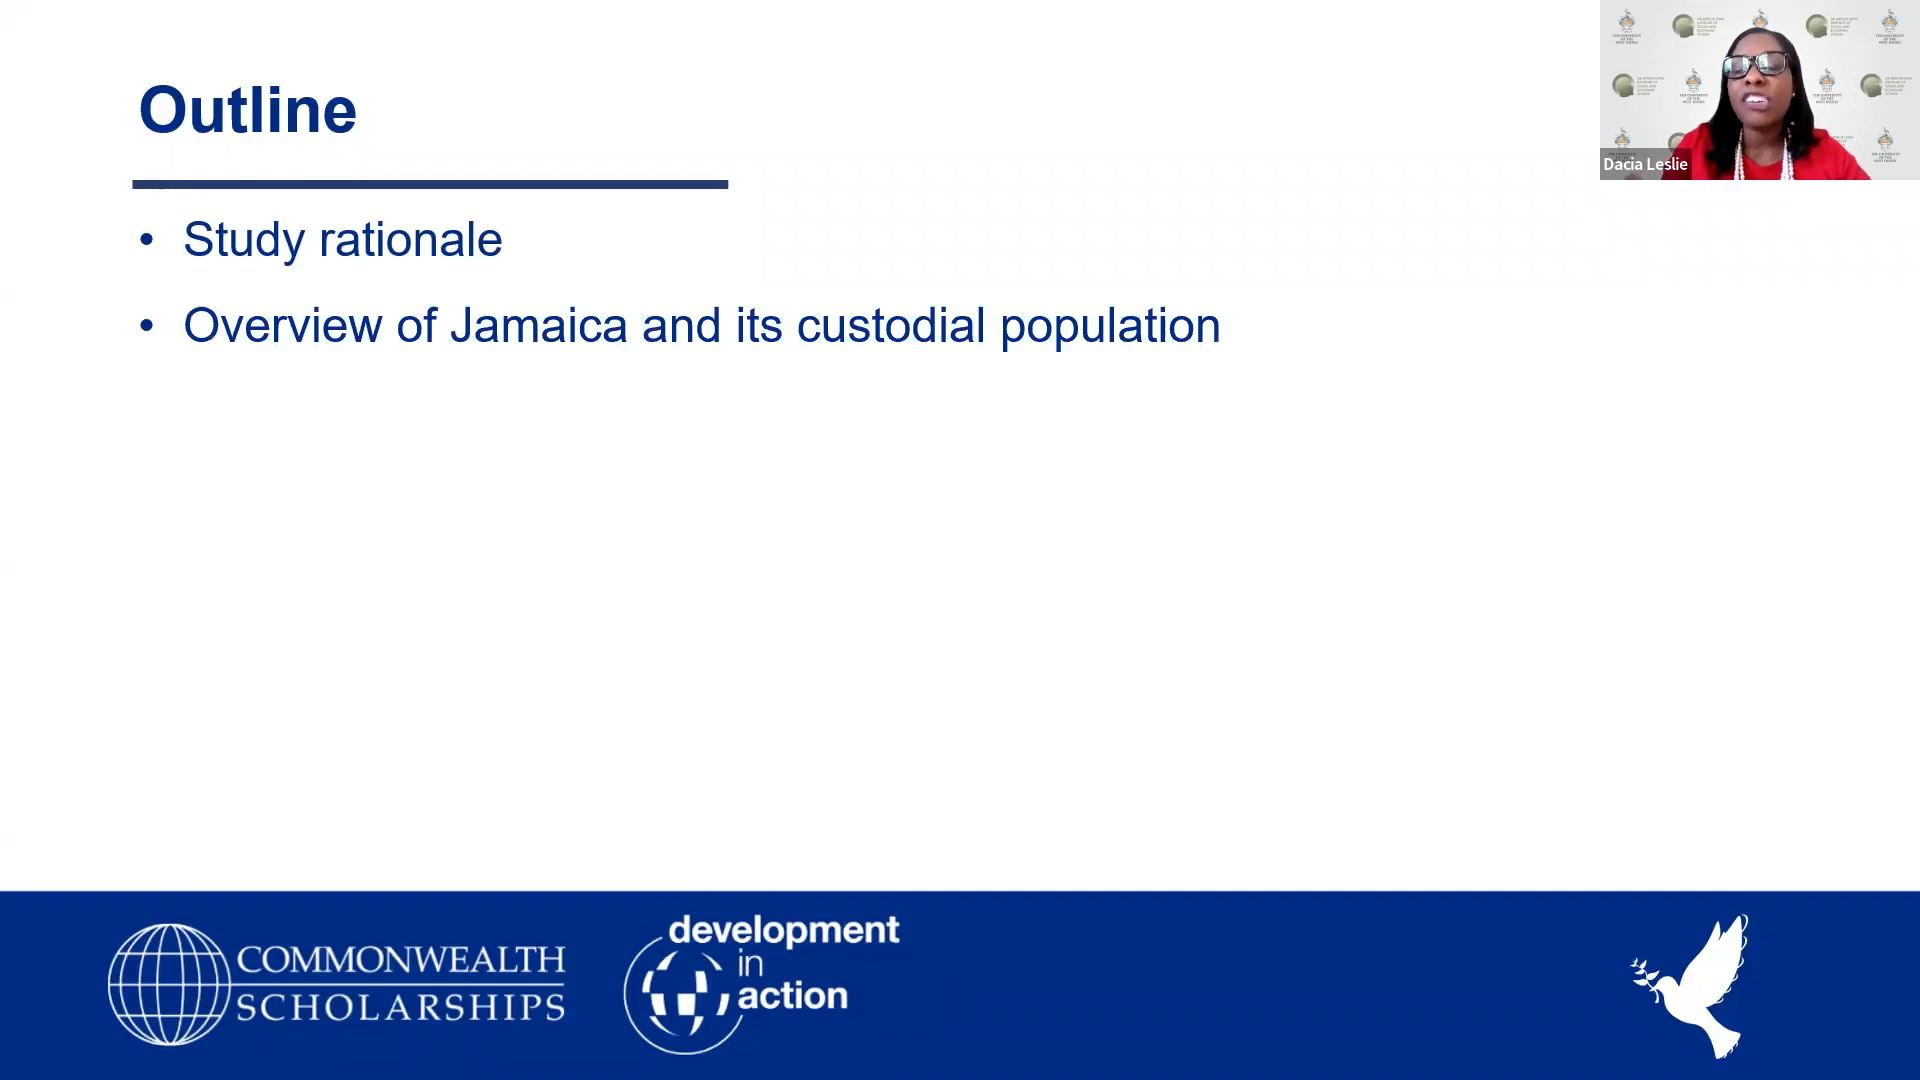 Outline
• Study rationale
• Overview of Jamaica and its custodial population
Dacia Leslie
COMMONWEALTH
SCHOLARSHIPS
development
in
action